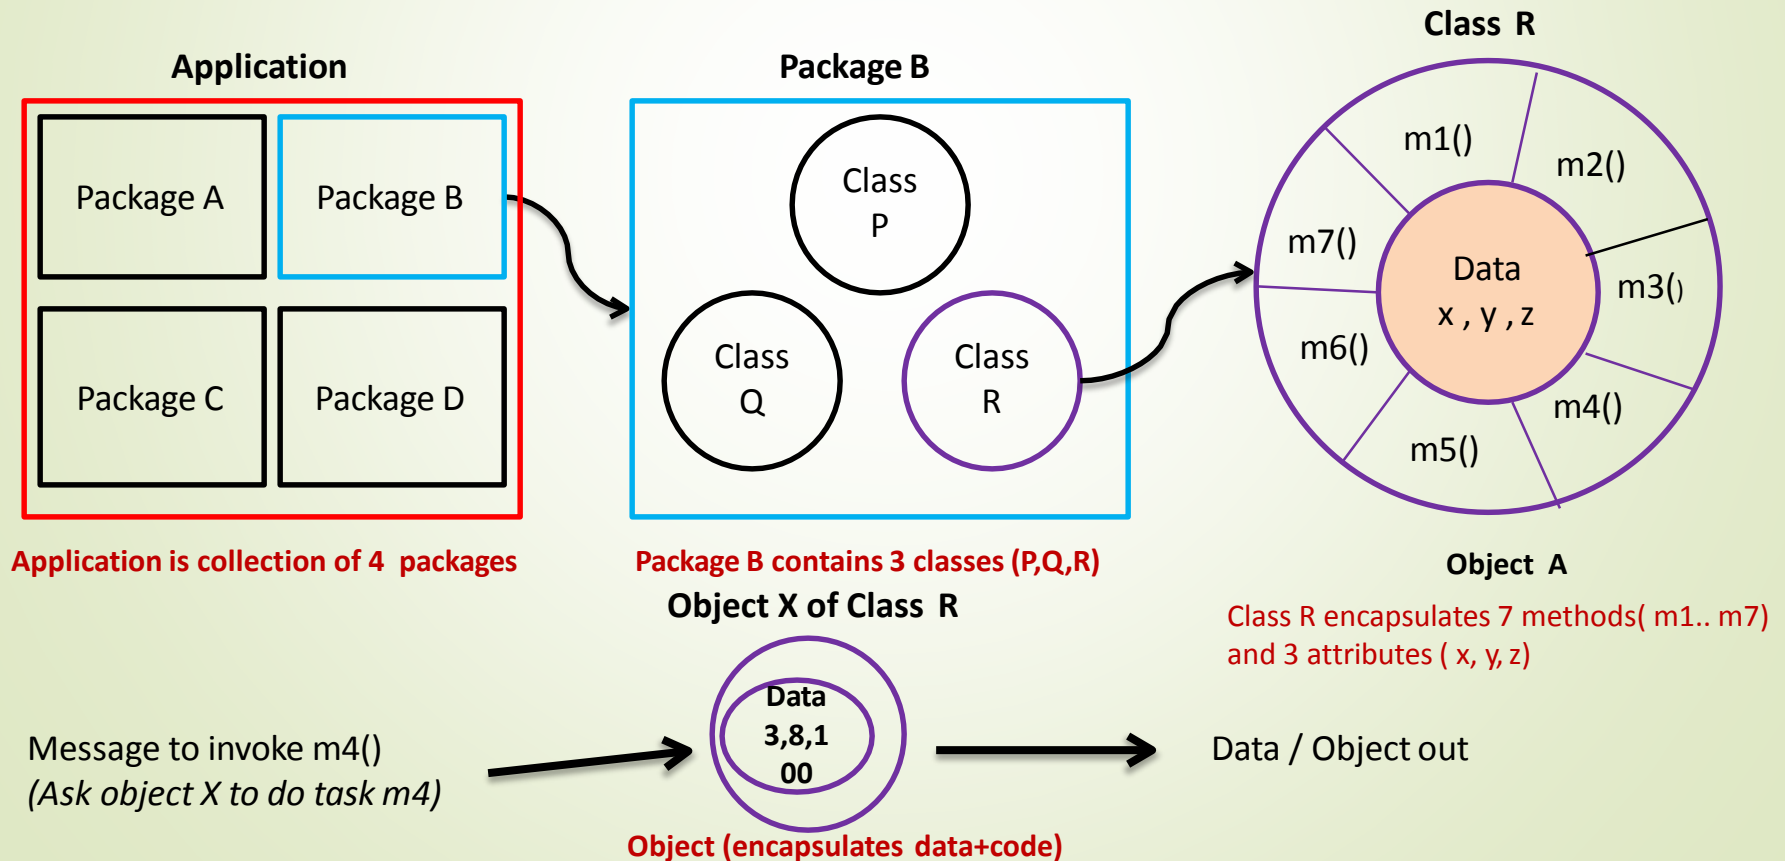 Application
Package A
Package B
Package C
Package D
Application is collection of 4 packages
Package B
Class
P
Class
Q
Class
R
Package B contains 3 classes (P,Q,R)
Class R
m1()
m2()
m3()
m4()
m5()
m6()
m7()
Data
x , y , z
Object A
Class R encapsulates 7 methods( m1.. m7)
and 3 attributes ( x, y, z)
Object X of Class R
Message to invoke m4()
(Ask object X to do task m4)
Data
3,8,1
00
Data / Object out
Object (encapsulates data+code)